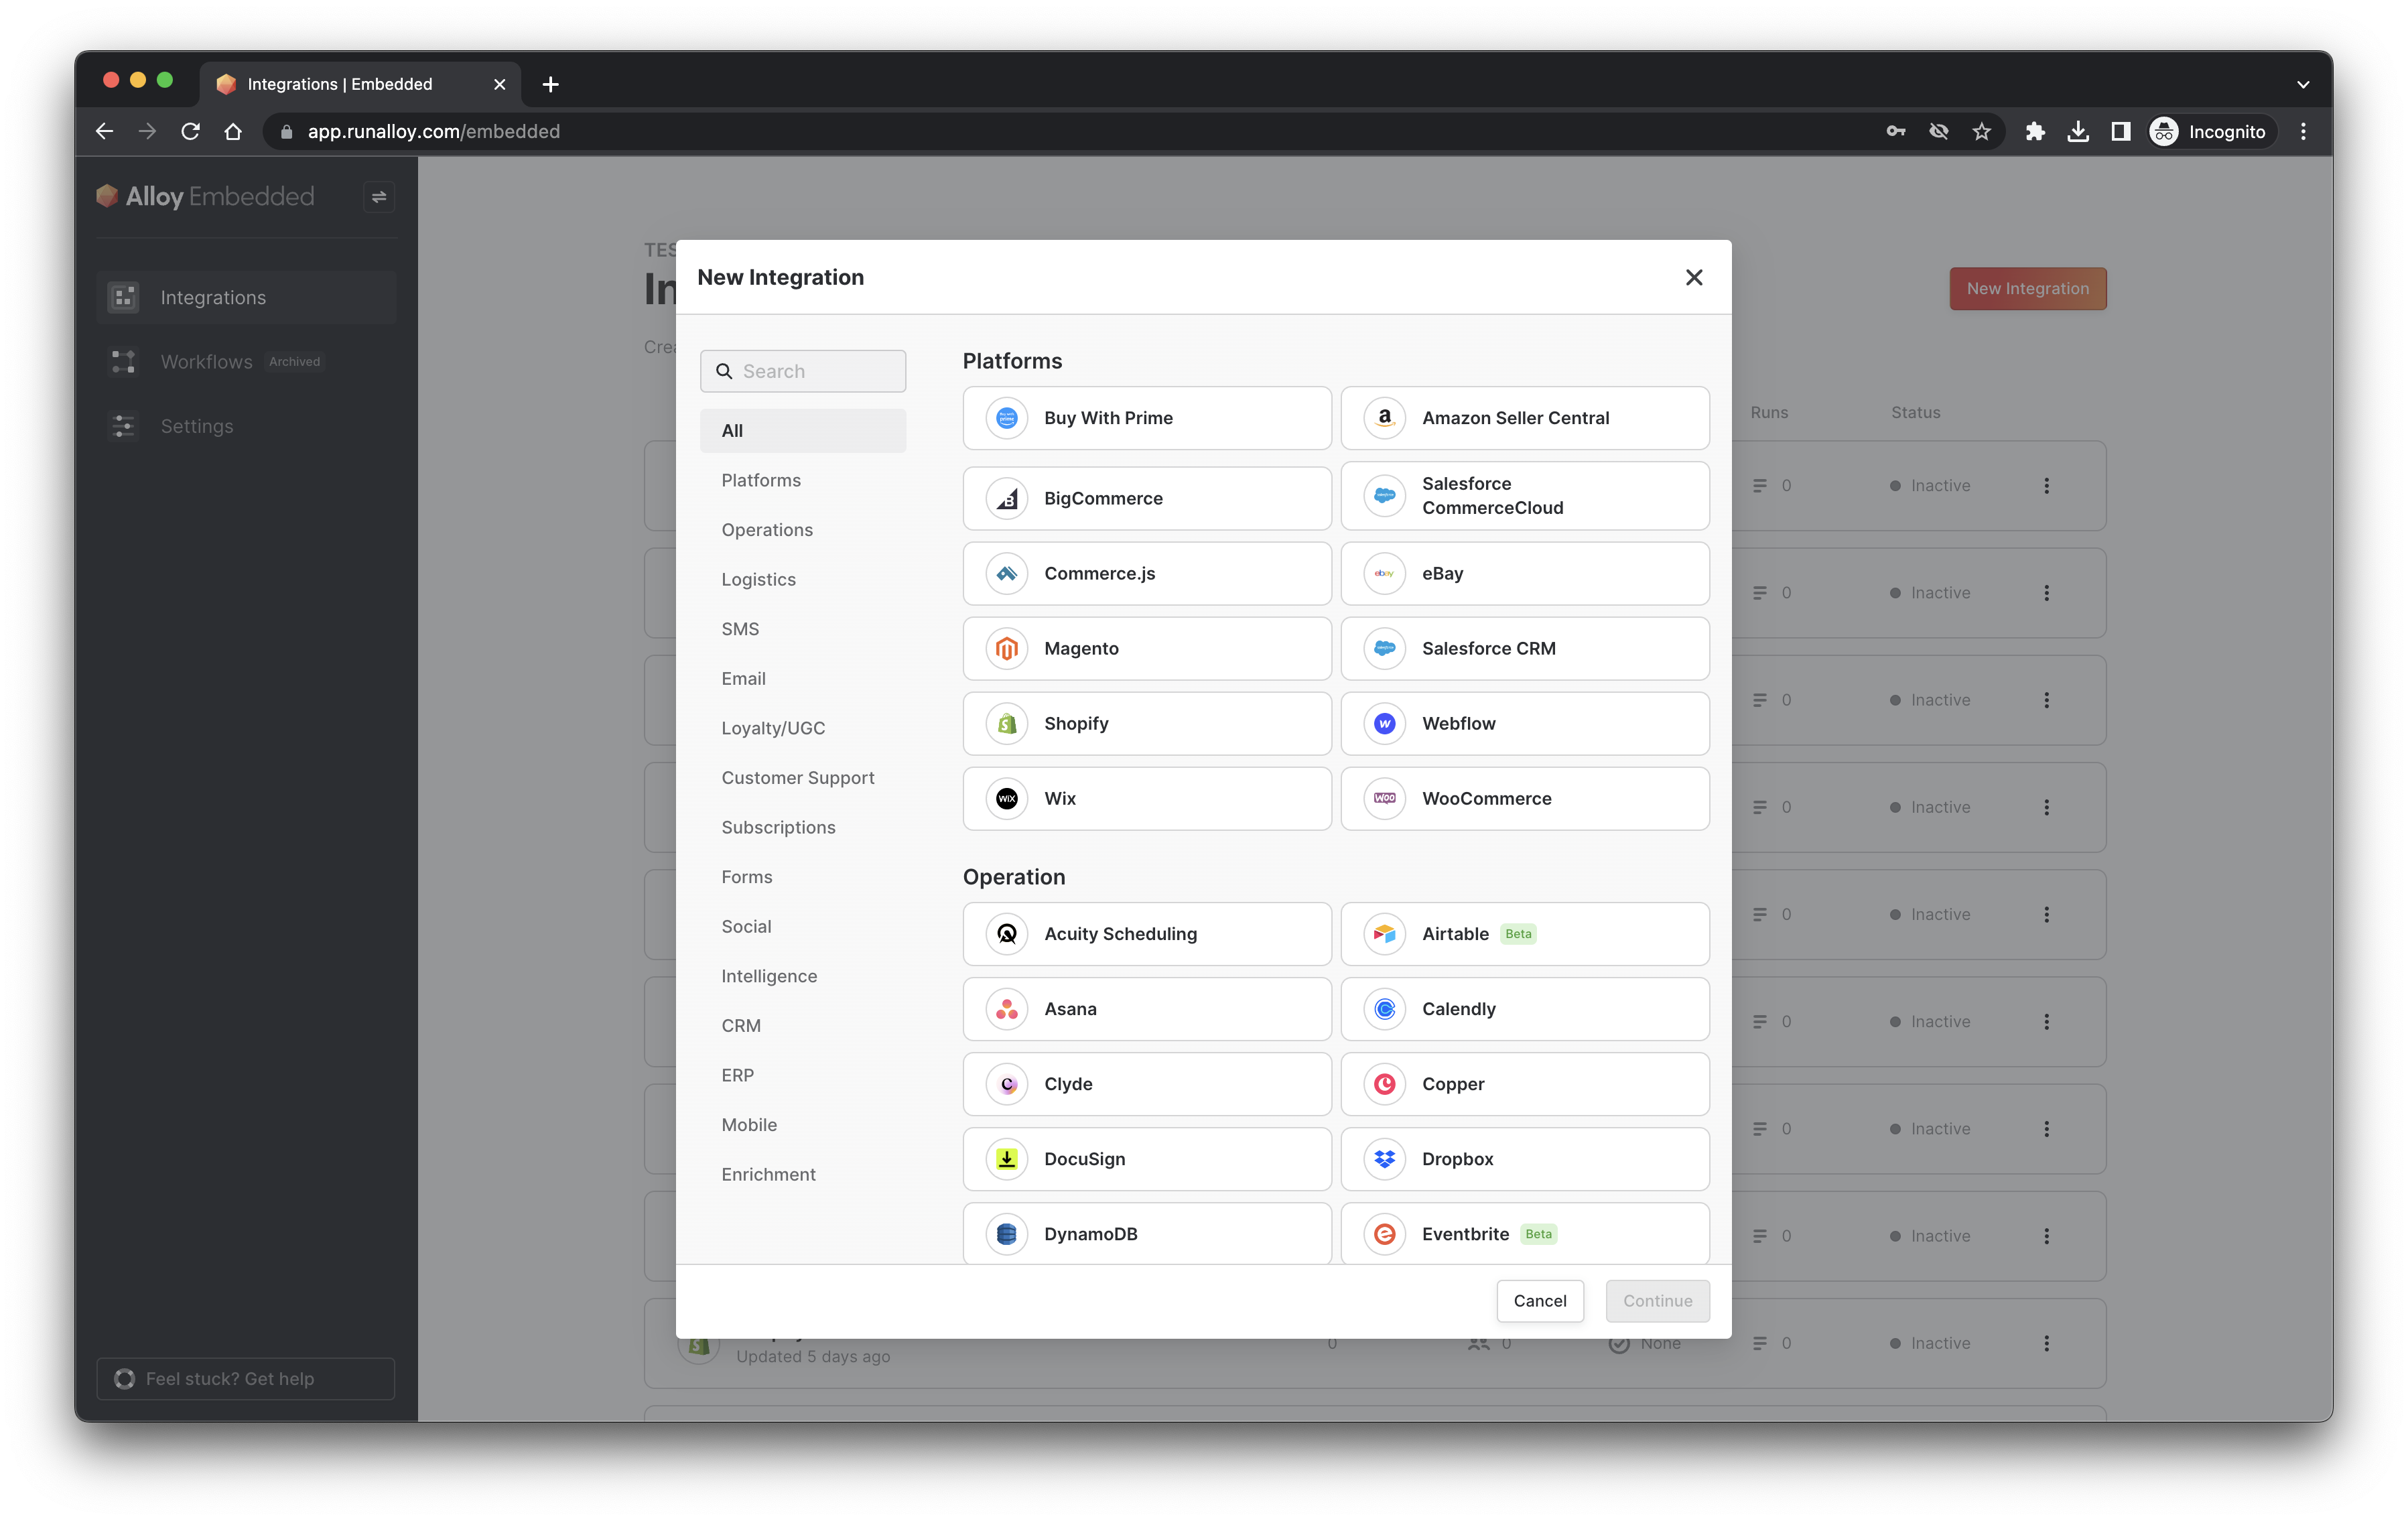 Integrations | Embedded
app.runalloy.com/embedded
Incognito
Alloy Embedded
Integrations
Workflows Archived
Settings
Feel stuck? Get help
New Integration
Runs
Status
0 Inactive
0 Inactive
0 Inactive
0 Inactive
0 Inactive
0 Inactive
0 Inactive
0 Inactive
Updated 5 days ago
0
0
None
0 Inactive
New Integration
Search
All
Platforms
Operations
Logistics
SMS
Email
Loyalty/UGC
Customer Support
Subscriptions
Forms
Social
Intelligence
CRM
ERP
Mobile
Enrichment
Platforms
Buy With Prime
Amazon Seller Central
BigCommerce
Salesforce
CommerceCloud
Commerce.js
eBay
Magento
Salesforce CRM
Shopify
Webflow
Wix
WooCommerce
Operation
Acuity Scheduling
Airtable Beta
Asana
Calendly
Clyde
Copper
DocuSign
Dropbox
DynamoDB
Eventbrite Beta
Cancel
Continue